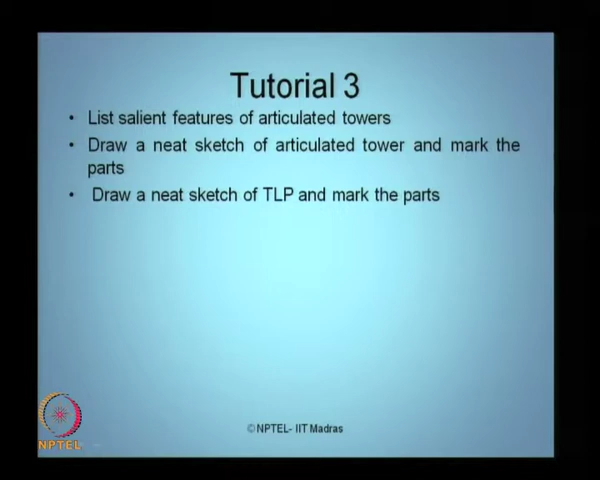 Tutorial 3
• List salient features of articulated towers
• Draw a neat sketch of articulated tower and mark the
parts
• Draw a neat sketch of TLP and mark the parts
NPTEL
©NPTEL- IIT Madras